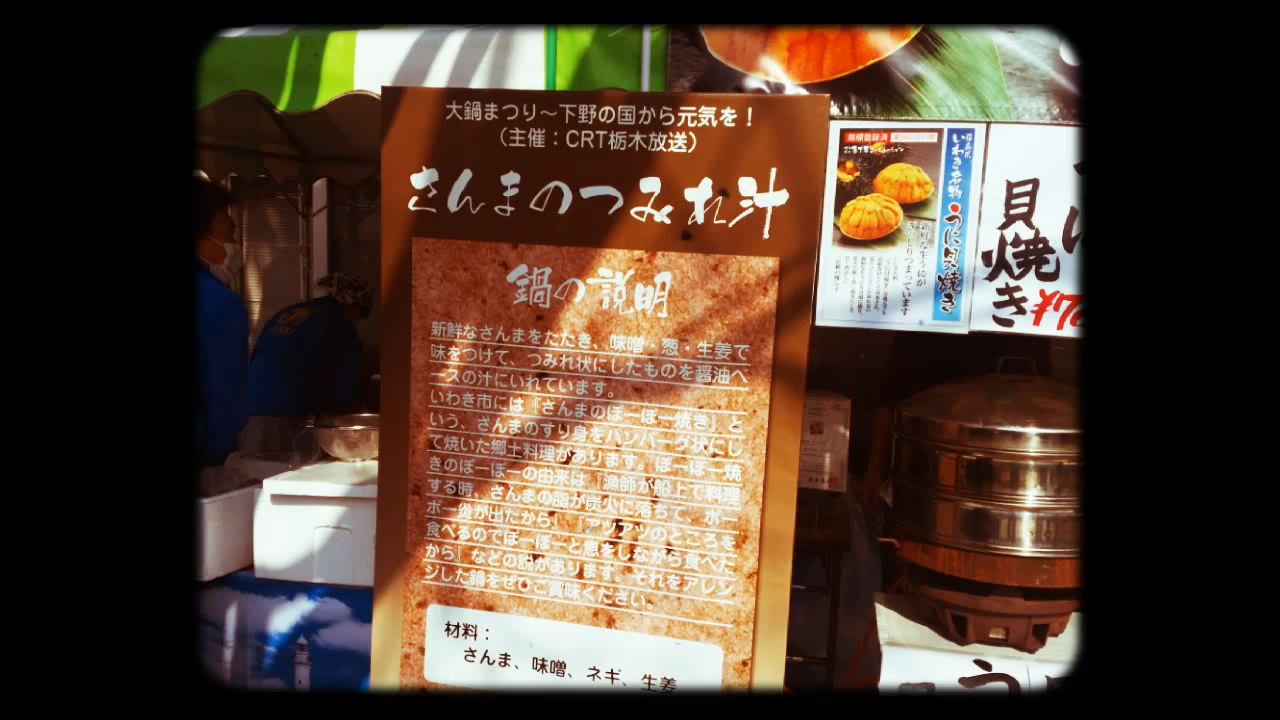 大鍋まつり～下野の国から元気を！
（主催：CRT栃木放送）
さんまのつみれ汁
鍋の説明
新鮮なさんまをたたき、味噌・葱・生姜で
味をつけて、つみれ状にしたものを醤油ベ
ースの汁にいれています。
いわき市には『さんまのぽーぽー焼き』と
いう、さんまのすり身をハンバーグ状にし
て焼いた郷土料理があります。ぽーぽー焼
きのぽーぽーの由来は『漁師が船上で料理
する時、さんまの脂が炭火に落ちて、ポー
ポー炎が出たから』『アツアツのところを
食べるのでぽーぽーと息をしながら食べた
から』などの説があります。それをアレン
ジした鍋をぜひご賞味ください。
材料：
さんま、味噌、ネギ、生姜
商標登録済
いわき名物
うに貝焼き
貝焼き
う